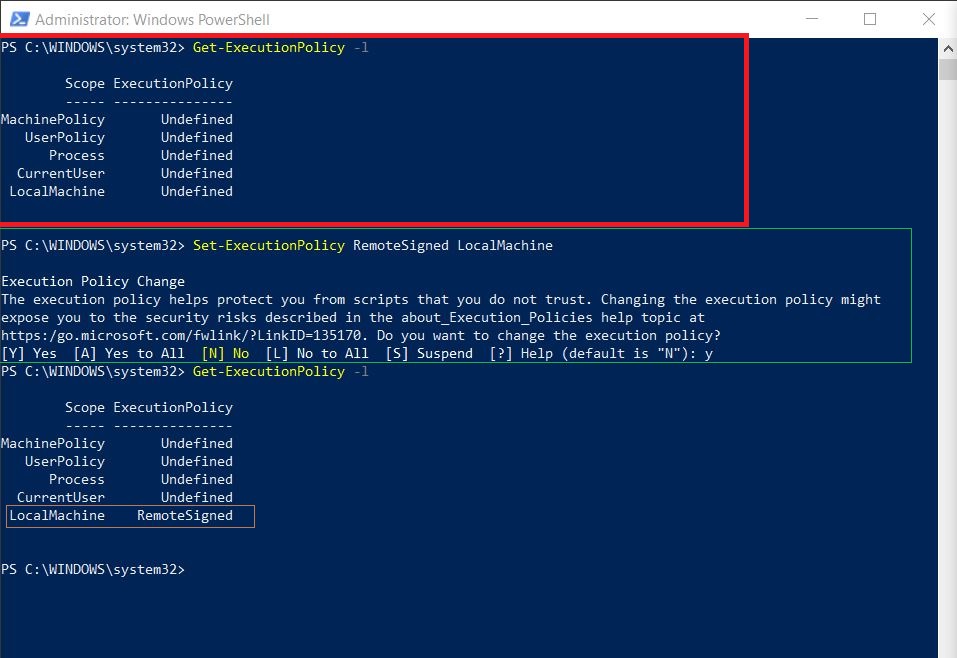 Administrator: Windows PowerShell
PS C:\WINDOWS\system32> Get-ExecutionPolicy -l
Scope ExecutionPolicy
----- ---------------
MachinePolicy Undefined
UserPolicy Undefined
Process Undefined
CurrentUser Undefined
LocalMachine Undefined
PS C:\WINDOWS\system32> Set-ExecutionPolicy RemoteSigned LocalMachine
Execution Policy Change
The execution policy helps protect you from scripts that you do not trust. Changing the execution policy might
expose you to the security risks described in the about_Execution_Policies help topic at
https:/go.microsoft.com/fwlink/?LinkID=135170. Do you want to change the execution policy?
[Y] Yes [A] Yes to All [N] No [L] No to All [S] Suspend [?] Help (default is "N"): y
PS C:\WINDOWS\system32> Get-ExecutionPolicy -l
Scope ExecutionPolicy
----- ---------------
MachinePolicy Undefined
UserPolicy Undefined
Process Undefined
CurrentUser Undefined
LocalMachine RemoteSigned
PS C:\WINDOWS\system32>